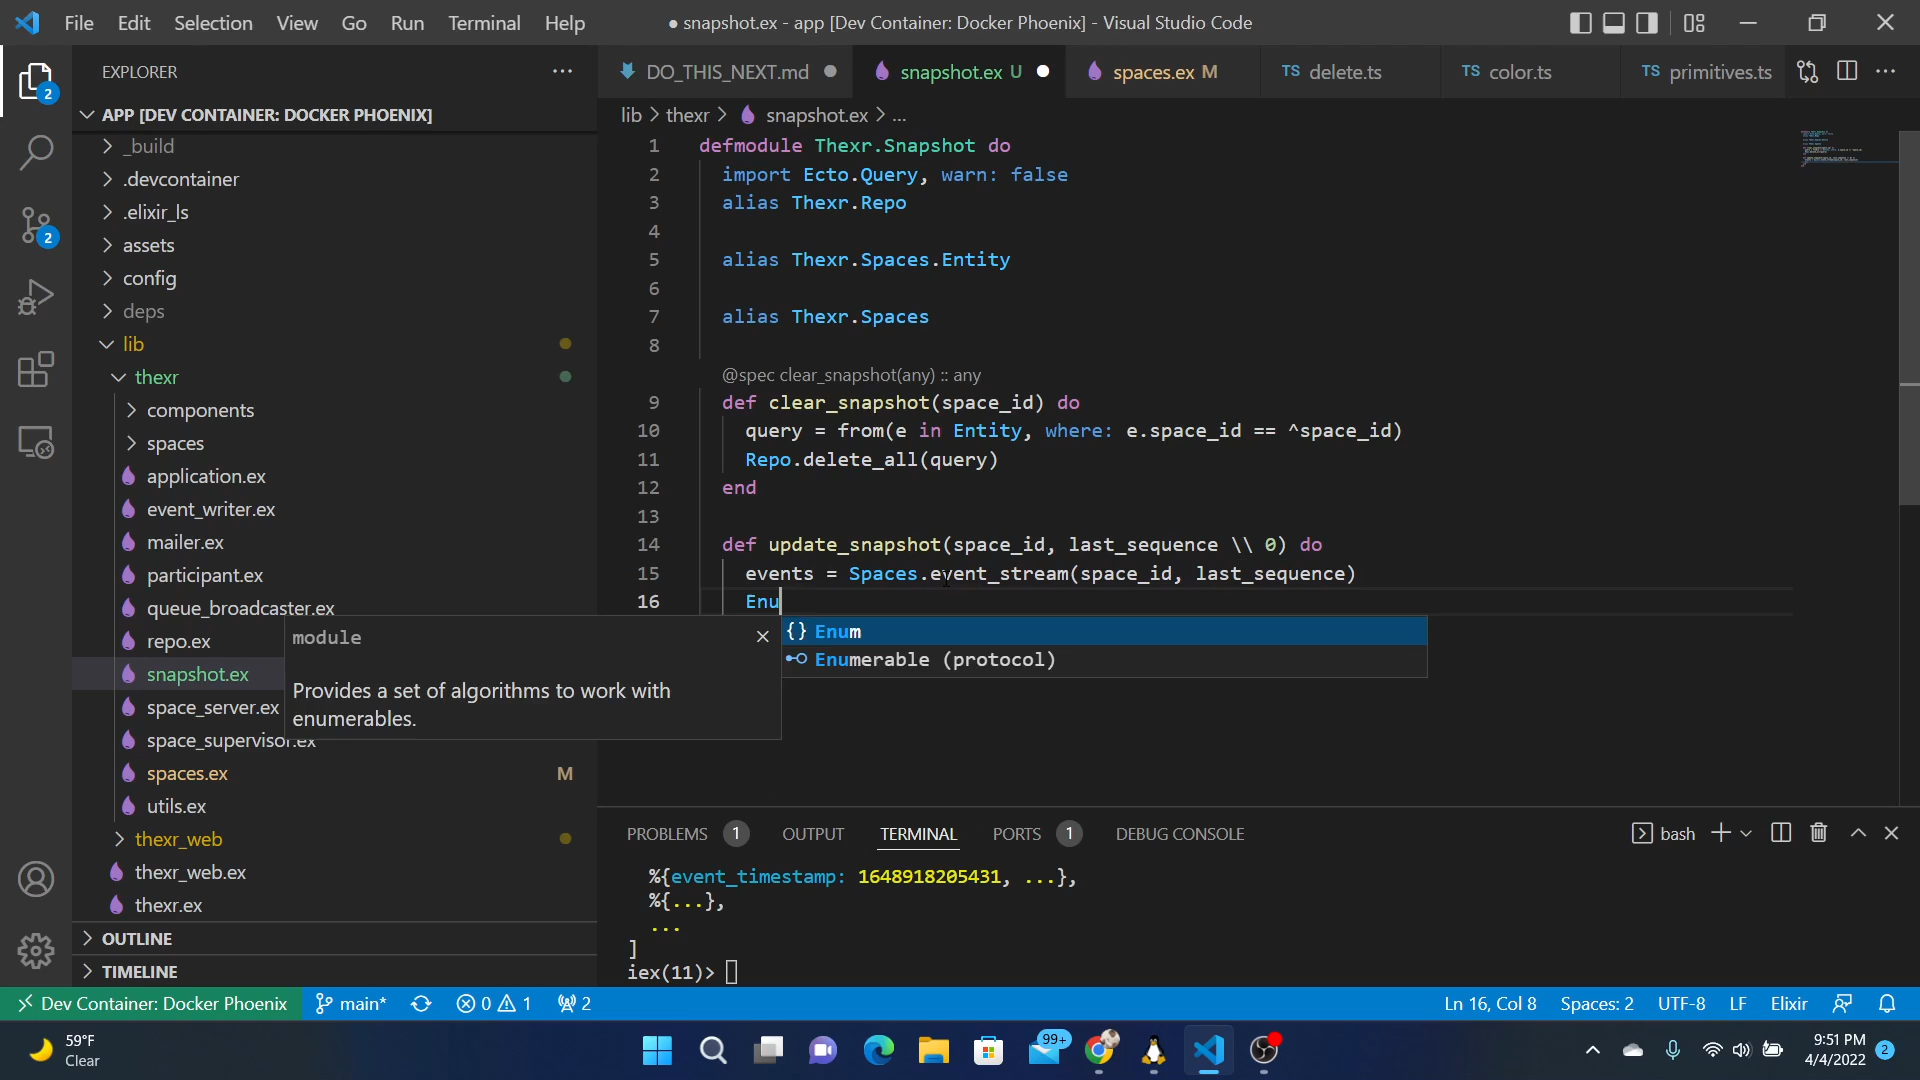 File Edit Selection View Go Run Terminal Help
● snapshot.ex - app [Dev Container: Docker Phoenix] - Visual Studio Code
EXPLORER
DO_THIS_NEXT.md
snapshot.ex U
spaces.ex M
TS delete.ts
TS color.ts
TS primitives.ts
2
APP [DEV CONTAINER: DOCKER PHOENIX]
_build
.devcontainer
.elixir_ls
assets
config
deps
lib
thexr
components
spaces
application.ex
event_writer.ex
mailer.ex
participant.ex
queue_broadcaster.ex
repo.ex
snapshot.ex
space_server.ex
space_supervisor.ex
spaces.ex M
utils.ex
thexr_web
thexr_web.ex
thexr.ex
OUTLINE
TIMELINE
2
lib > thexr > snapshot.ex > ...
1 defmodule Thexr.Snapshot do
2 import Ecto.Query, warn: false
3 alias Thexr.Repo
4
5 alias Thexr.Spaces.Entity
6
7 alias Thexr.Spaces
8
@spec clear_snapshot(any) :: any
9 def clear_snapshot(space_id) do
10 query = from(e in Entity, where: e.space_id == ^space_id)
11 Repo.delete_all(query)
12 end
13
14 def update_snapshot(space_id, last_sequence \\ 0) do
15 events = Spaces.event_stream(space_id, last_sequence)
16 Enu
{} Enum
Enumerable (protocol)
module
Provides a set of algorithms to work with
enumerables.
PROBLEMS 1 OUTPUT TERMINAL PORTS 1 DEBUG CONSOLE
bash
%{event_timestamp: 1648918205431, ...},
%{...},
...
]
iex(11)>
Dev Container: Docker Phoenix main* 0 1 2
Ln 16, Col 8 Spaces: 2 UTF-8 LF Elixir
59°F
Clear
99+
9:51 PM
4/4/2022
2